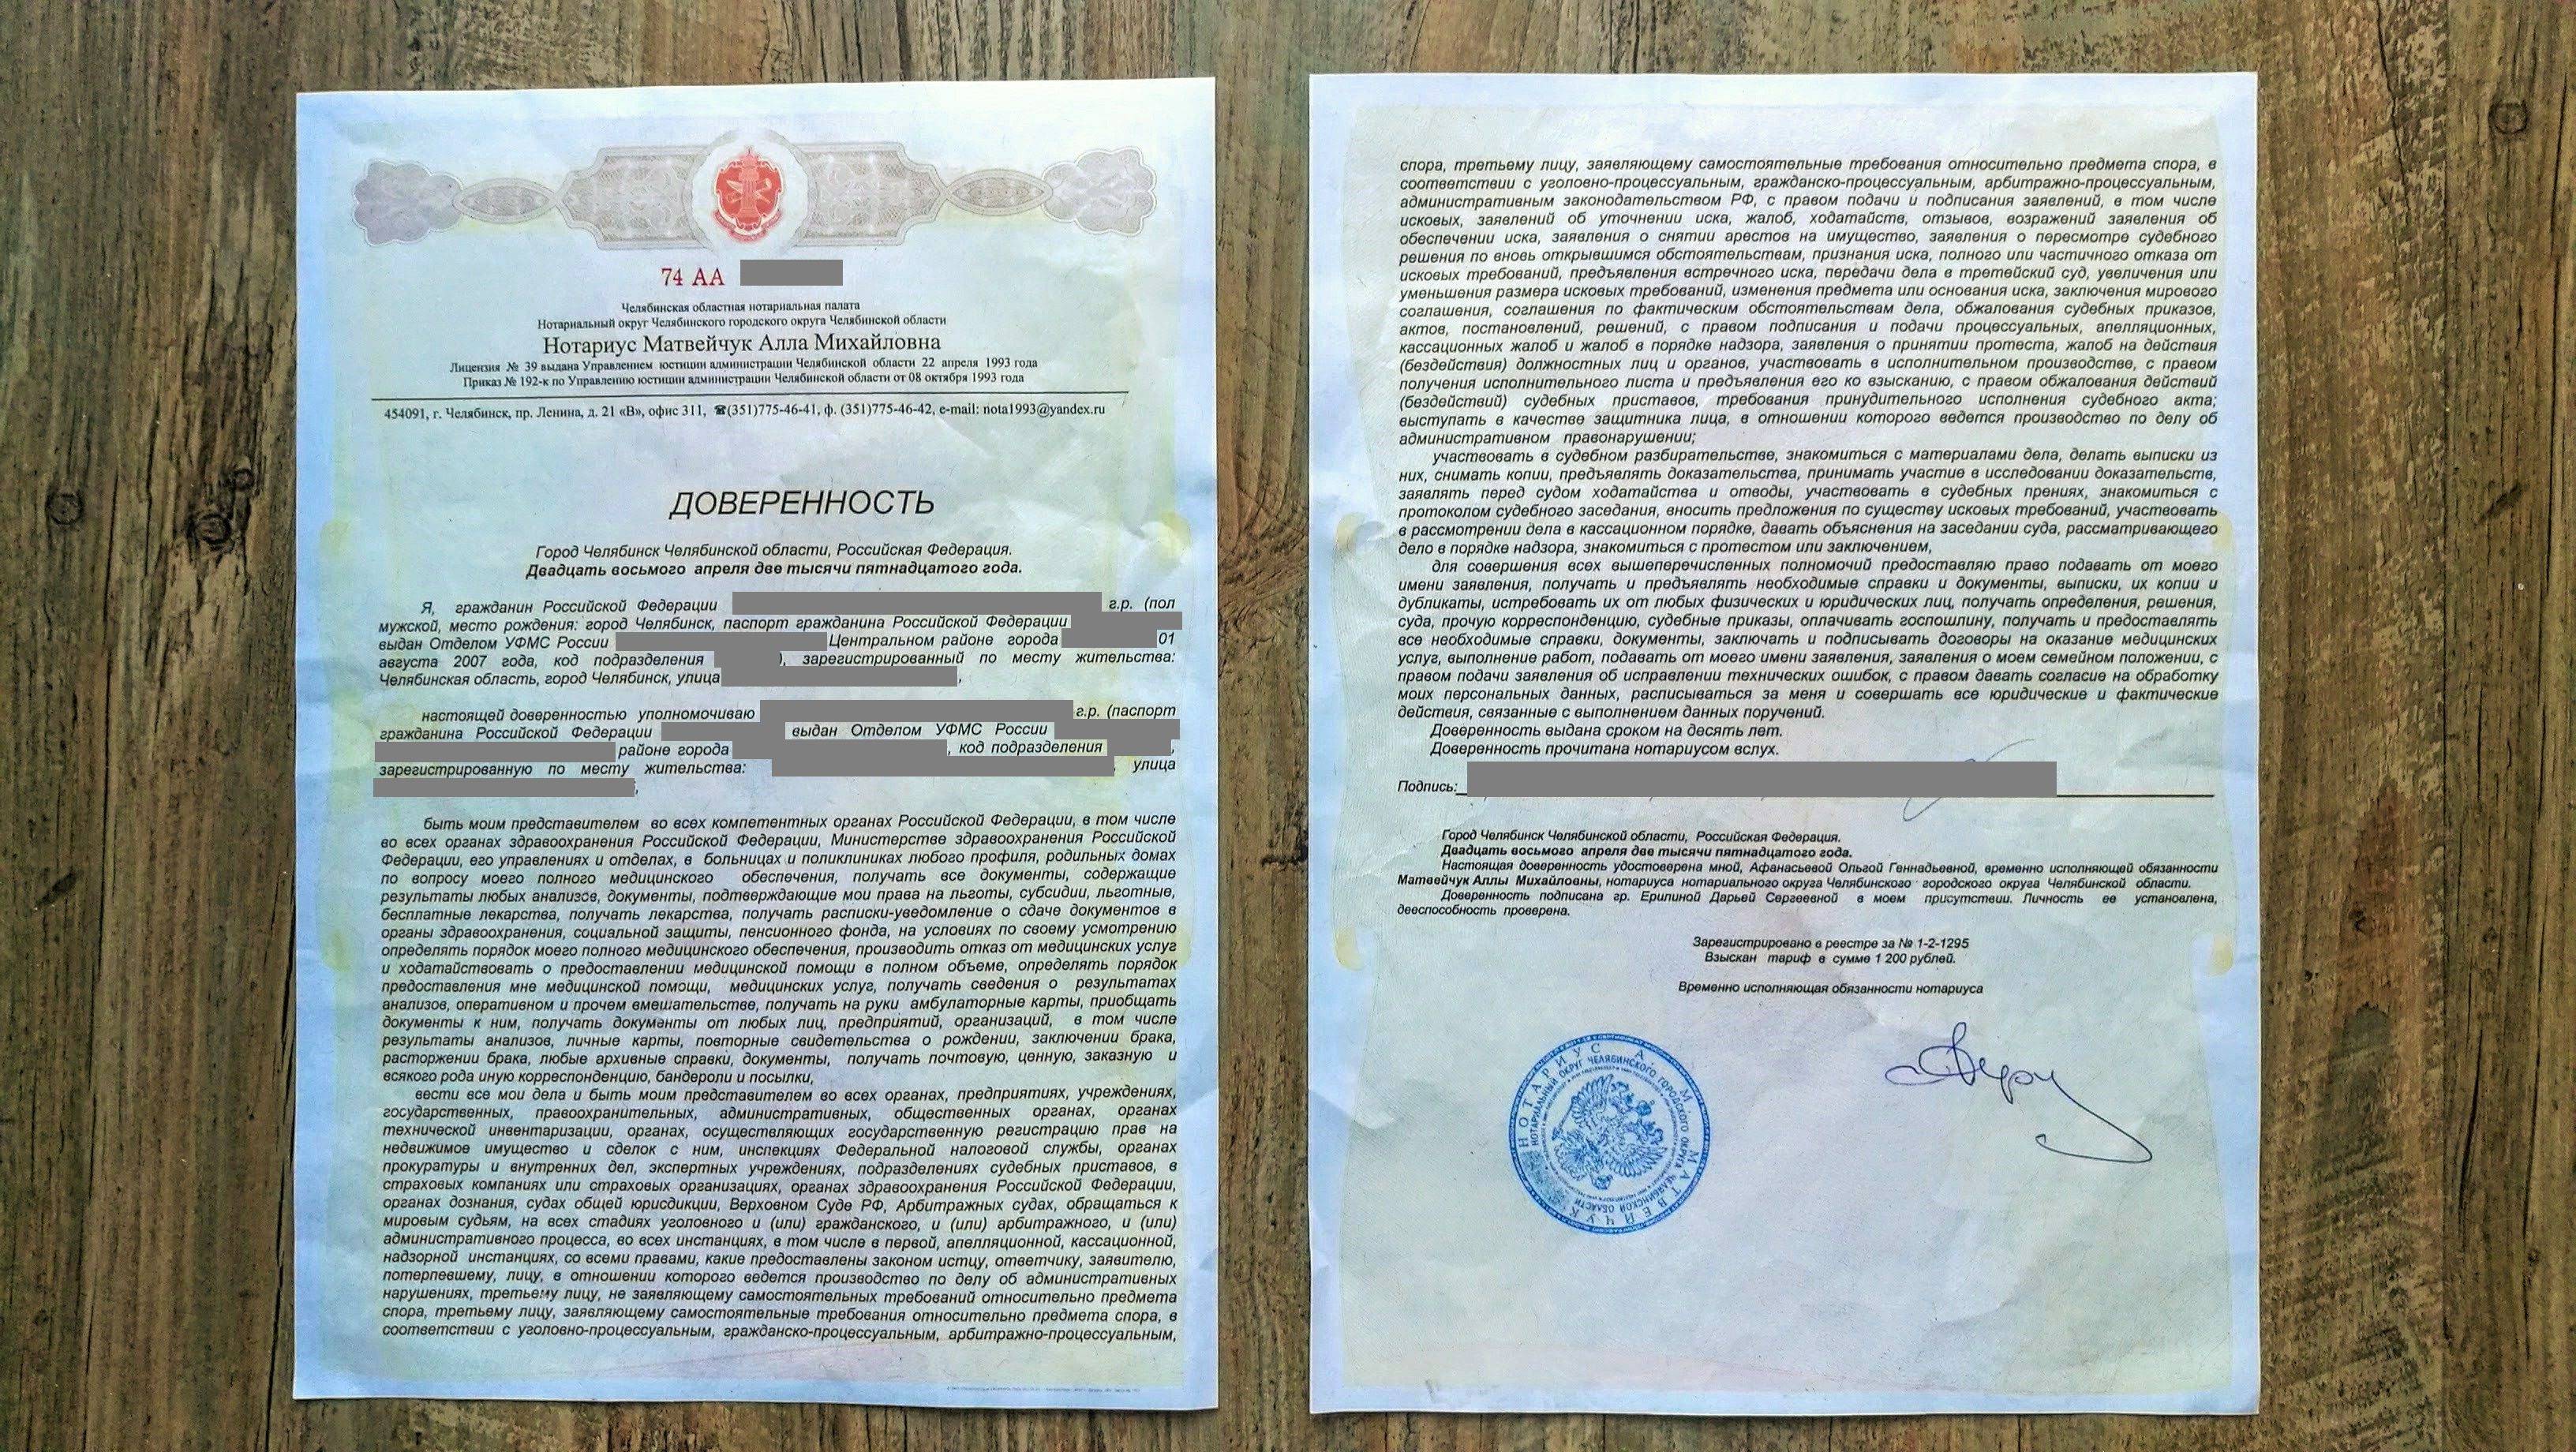 74 АА
Челябинская областная нотариальная палата
Нотариальный округ Челябинского городского округа Челябинской области
Нотариус Матвейчук Алла Михайловна
Лицензия № 39 выдана Управлением юстиции администрации Челябинской области 22 апреля 1993 года
Приказ № 192-к по Управлению юстиции администрации Челябинской области от 08 октября 1993 года
454091, г. Челябинск, пр. Ленина, д. 21 «В», офис 311, ☎(351)775-46-41, ф. (351)775-46-42, e-mail: nota1993@yandex.ru
ДОВЕРЕННОСТЬ
Город Челябинск Челябинской области, Российская Федерация.
Двадцать восьмого апреля две тысячи пятнадцатого года.
Я, гражданин Российской Федерации г.р. (пол
мужской, место рождения: город Челябинск, паспорт гражданина Российской Федерации
выдан Отделом УФМС России Центральном районе города 01
августа 2007 года, код подразделения ), зарегистрированный по месту жительства:
Челябинская область, город Челябинск, улица ,
настоящей доверенностью уполномочиваю г.р. (паспорт
гражданина Российской Федерации выдан Отделом УФМС России
районе города , код подразделения ,
зарегистрированную по месту жительства: , улица
;
быть моим представителем во всех компетентных органах Российской Федерации, в том числе
во всех органах здравоохранения Российской Федерации, Министерстве здравоохранения Российской
Федерации, его управлениях и отделах, в больницах и поликлиниках любого профиля, родильных домах
по вопросу моего полного медицинского обеспечения, получать все документы, содержащие
результаты любых анализов, документы, подтверждающие мои права на льготы, субсидии, льготные,
бесплатные лекарства, получать лекарства, получать расписки-уведомление о сдаче документов в
органы здравоохранения, социальной защиты, пенсионного фонда, на условиях по своему усмотрению
определять порядок моего полного медицинского обеспечения, производить отказ от медицинских услуг
и ходатайствовать о предоставлении медицинской помощи в полном объеме, определять порядок
предоставления мне медицинской помощи, медицинских услуг, получать сведения о результатах
анализов, оперативном и прочем вмешательстве, получать на руки амбулаторные карты, приобщать
документы к ним, получать документы от любых лиц, предприятий, организаций, в том числе
результаты анализов, личные карты, повторные свидетельства о рождении, заключении брака,
расторжении брака, любые архивные справки, документы, получать почтовую, ценную, заказную и
всякого рода иную корреспонденцию, бандероли и посылки,
вести все мои дела и быть моим представителем во всех органах, предприятиях, учреждениях,
государственных, правоохранительных, административных, общественных органах, органах
технической инвентаризации, органах, осуществляющих государственную регистрацию прав на
недвижимое имущество и сделок с ним, инспекциях Федеральной налоговой службы, органах
прокуратуры и внутренних дел, экспертных учреждениях, подразделениях судебных приставов, в
страховых компаниях или страховых организациях, органах здравоохранения Российской Федерации,
органах дознания, судах общей юрисдикции, Верховном Суде РФ, Арбитражных судах, обращаться к
мировым судьям, на всех стадиях уголовного и (или) гражданского, и (или) арбитражного, и (или)
административного процесса, во всех инстанциях, в том числе в первой, апелляционной, кассационной,
надзорной инстанциях, со всеми правами, какие предоставлены законом истцу, ответчику, заявителю,
потерпевшему, лицу, в отношении которого ведется производство по делу об административных
нарушениях, третьему лицу, не заявляющему самостоятельных требований относительно предмета
спора, третьему лицу, заявляющему самостоятельные требования относительно предмета спора, в
соответствии с уголовно-процессуальным, гражданско-процессуальным, арбитражно-процессуальным,
спора, третьему лицу, заявляющему самостоятельные требования относительно предмета спора, в
соответствии с уголовно-процессуальным, гражданско-процессуальным, арбитражно-процессуальным,
административным законодательством РФ, с правом подачи и подписания заявлений, в том числе
исковых, заявлений об уточнении иска, жалоб, ходатайств, отзывов, возражений заявления об
обеспечении иска, заявления о снятии арестов на имущество, заявления о пересмотре судебного
решения по вновь открывшимся обстоятельствам, признания иска, полного или частичного отказа от
исковых требований, предъявления встречного иска, передачи дела в третейский суд, увеличения или
уменьшения размера исковых требований, изменения предмета или основания иска, заключения мирового
соглашения, соглашения по фактическим обстоятельствам дела, обжалования судебных приказов,
актов, постановлений, решений, с правом подписания и подачи процессуальных, апелляционных,
кассационных жалоб и жалоб в порядке надзора, заявления о принятии протеста, жалоб на действия
(бездействия) должностных лиц и органов, участвовать в исполнительном производстве, с правом
получения исполнительного листа и предъявления его ко взысканию, с правом обжалования действий
(бездействий) судебных приставов, требования принудительного исполнения судебного акта;
выступать в качестве защитника лица, в отношении которого ведется производство по делу об
административном правонарушении;
участвовать в судебном разбирательстве, знакомиться с материалами дела, делать выписки из
них, снимать копии, предъявлять доказательства, принимать участие в исследовании доказательств,
заявлять перед судом ходатайства и отводы, участвовать в судебных прениях, знакомиться с
протоколом судебного заседания, вносить предложения по существу исковых требований, участвовать
в рассмотрении дела в кассационном порядке, давать объяснения на заседании суда, рассматривающего
дело в порядке надзора, знакомиться с протестом или заключением,
для совершения всех вышеперечисленных полномочий предоставляю право подавать от моего
имени заявления, получать и предъявлять необходимые справки и документы, выписки, их копии и
дубликаты, истребовать их от любых физических и юридических лиц, получать определения, решения,
суда, прочую корреспонденцию, судебные приказы, оплачивать госпошлину, получать и предоставлять
все необходимые справки, документы, заключать и подписывать договоры на оказание медицинских
услуг, выполнение работ, подавать от моего имени заявления, заявления о моем семейном положении, с
правом подачи заявления об исправлении технических ошибок, с правом давать согласие на обработку
моих персональных данных, расписываться за меня и совершать все юридические и фактические
действия, связанные с выполнением данных поручений.
Доверенность выдана сроком на десять лет.
Доверенность прочитана нотариусом вслух.
Подпись:
Город Челябинск Челябинской области, Российская Федерация.
Двадцать восьмого апреля две тысячи пятнадцатого года.
Настоящая доверенность удостоверена мной, Афанасьевой Ольгой Геннадьевной, временно исполняющей обязанности
Матвейчук Аллы Михайловны, нотариуса нотариального округа Челябинского городского округа Челябинской области.
Доверенность подписана гр. Ерилиной Дарьей Сергеевной в моем присутствии. Личность ее установлена,
дееспособность проверена.
Зарегистрировано в реестре за № 1-2-1295
Взыскан тариф в сумме 1 200 рублей.
Временно исполняющая обязанности нотариуса
НОТАРИУС А. М. МАТВЕЙЧУК
НОТАРИАЛЬНЫЙ ОКРУГ ЧЕЛЯБИНСКОГО ГОРОДСКОГО ОКРУГА ЧЕЛЯБИНСКОЙ ОБЛАСТИ